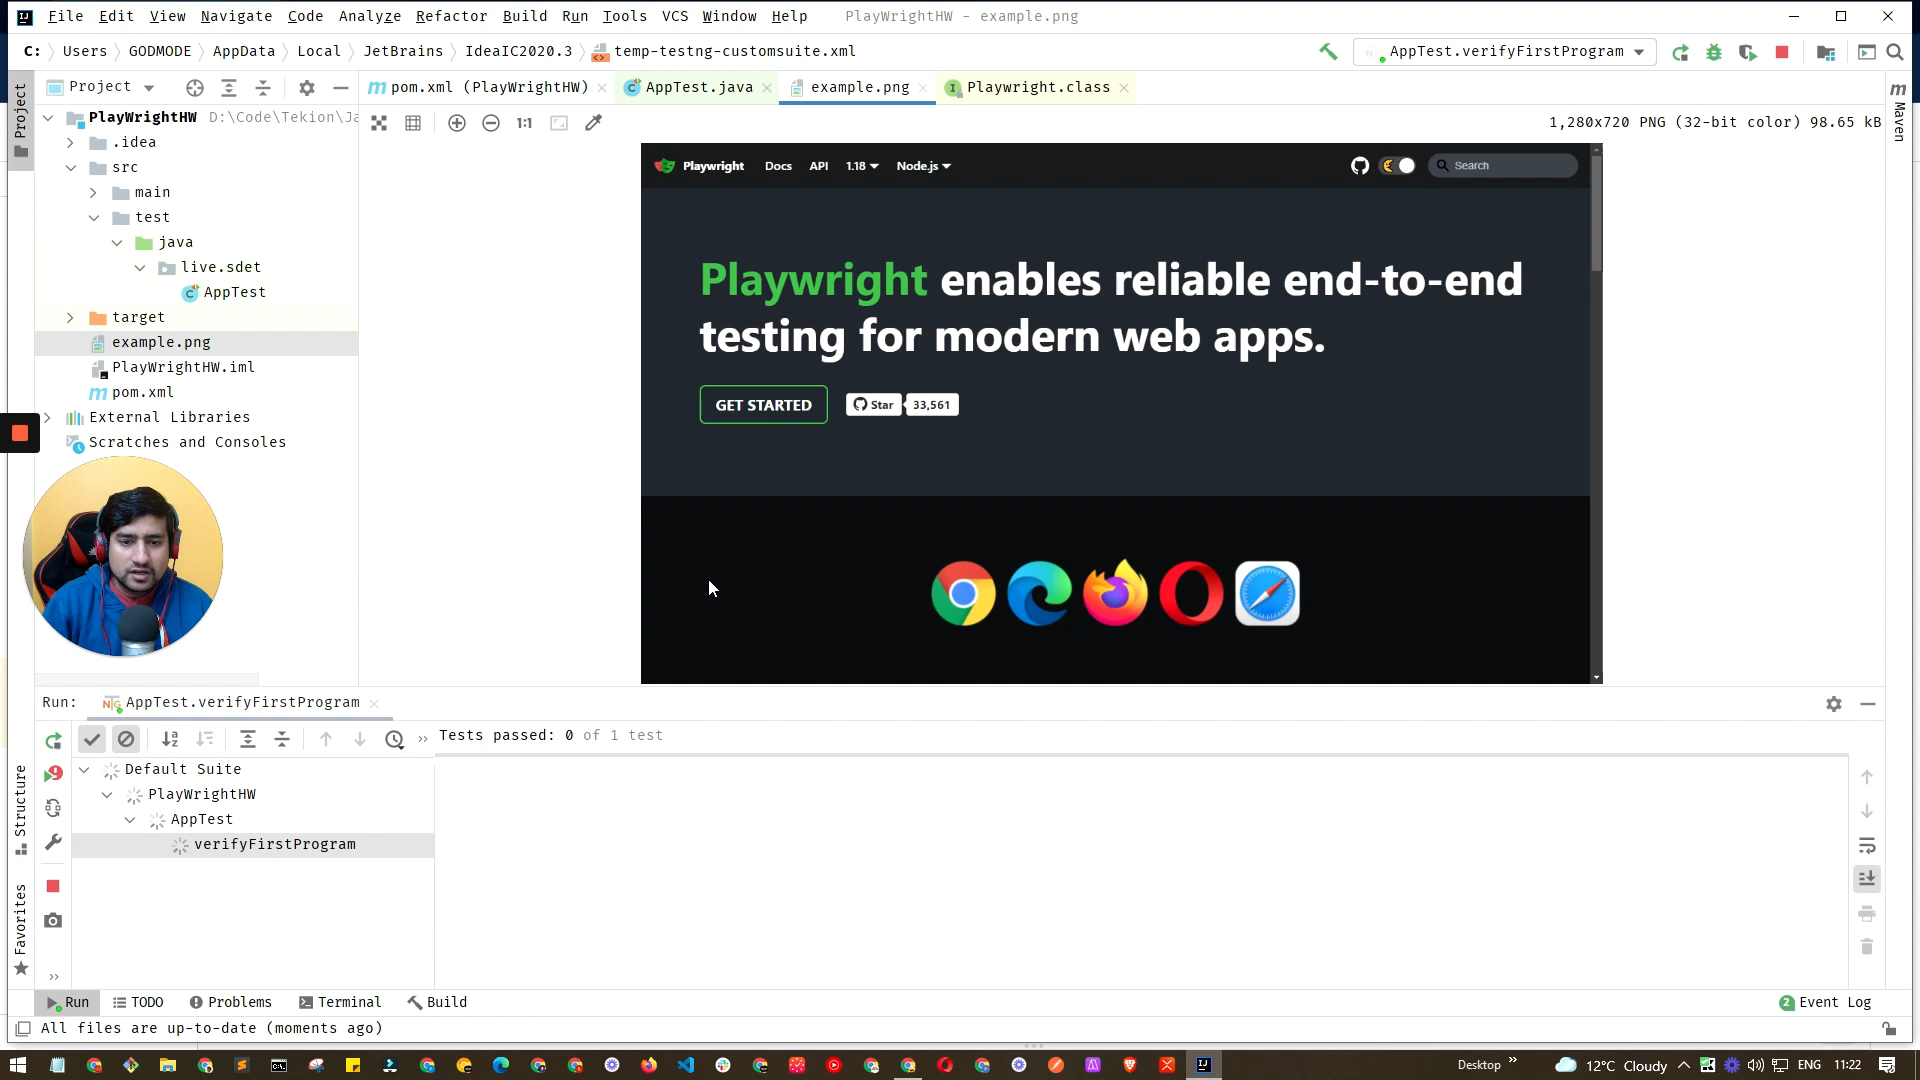 File Edit View Navigate Code Analyze Refactor Build Run Tools VCS Window Help PlayWrightHW - example.png
C: Users GODMODE AppData Local JetBrains IdeaIC2020.3 temp-testng-customsuite.xml AppTest.verifyFirstProgram
Project
pom.xml (PlayWrightHW) AppTest.java example.png Playwright.class
1:1 1,280x720 PNG (32-bit color) 98.65 kB
Project
Maven
PlayWrightHW D:\Code\Tekion\Ja
.idea
src
main
test
java
live.sdet
AppTest
target
example.png
PlayWrightHW.iml
pom.xml
External Libraries
Scratches and Consoles
Playwright Docs API 1.18 Node.js Search
Playwright enables reliable end-to-end
testing for modern web apps.
GET STARTED Star 33,561
Run: AppTest.verifyFirstProgram
Tests passed: 0 of 1 test
Default Suite
PlayWrightHW
AppTest
verifyFirstProgram
Structure
Favorites
Run TODO Problems Terminal Build 2 Event Log
All files are up-to-date (moments ago)
Desktop 12°C Cloudy ENG 11:22